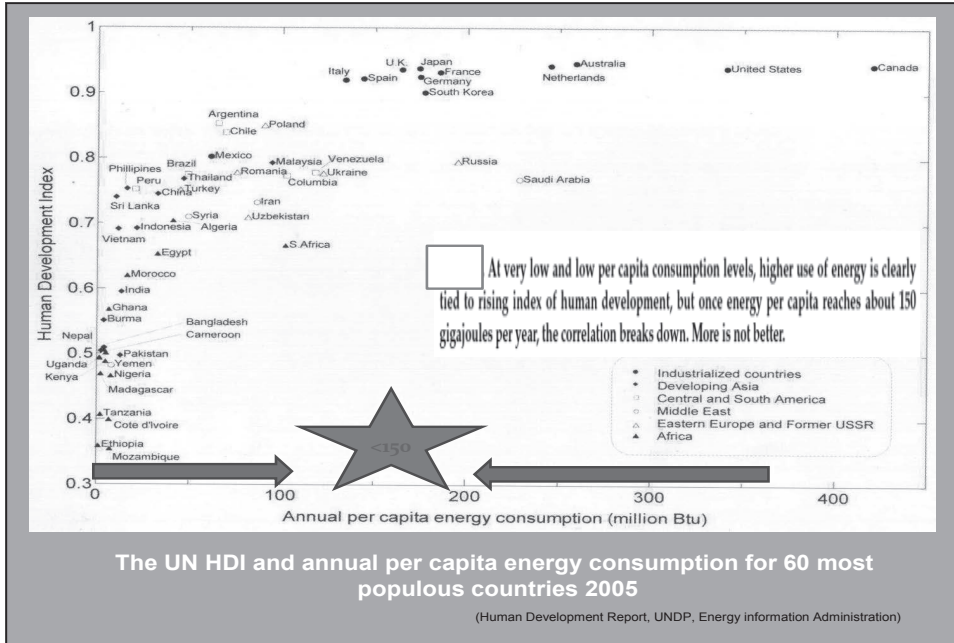 1
0.9
0.8
0.7
0.6
0.5
0.4
0.3
Human Development Index
Italy
U.K.
Spain
Japan
France
Germany
South Korea
Netherlands
Australia
United States
Canada
Argentina
Chile
Poland
Phillipines
Brazil
Mexico
Malaysia
Venezuela
Peru
Thailand
Romania
Ukraine
Russia
China
Turkey
Columbia
Saudi Arabia
Sri Lanka
Iran
Syria
Uzbekistan
Indonesia
Algeria
Vietnam
S.Africa
Egypt
Morocco
India
Ghana
Burma
Bangladesh
Nepal
Cameroon
Pakistan
Uganda
Yemen
Kenya
Nigeria
Madagascar
Tanzania
Cote d'Ivoire
Ethiopia
Mozambique
At very low and low per capita consumption levels, higher use of energy is clearly
tied to rising index of human development, but once energy per capita reaches about 150
gigajoules per year, the correlation breaks down. More is not better.
Industrialized countries
Developing Asia
Central and South America
Middle East
Eastern Europe and Former USSR
Africa
<150
0 100 200 300 400
Annual per capita energy consumption (million Btu)
The UN HDI and annual per capita energy consumption for 60 most
populous countries 2005
(Human Development Report, UNDP, Energy information Administration)